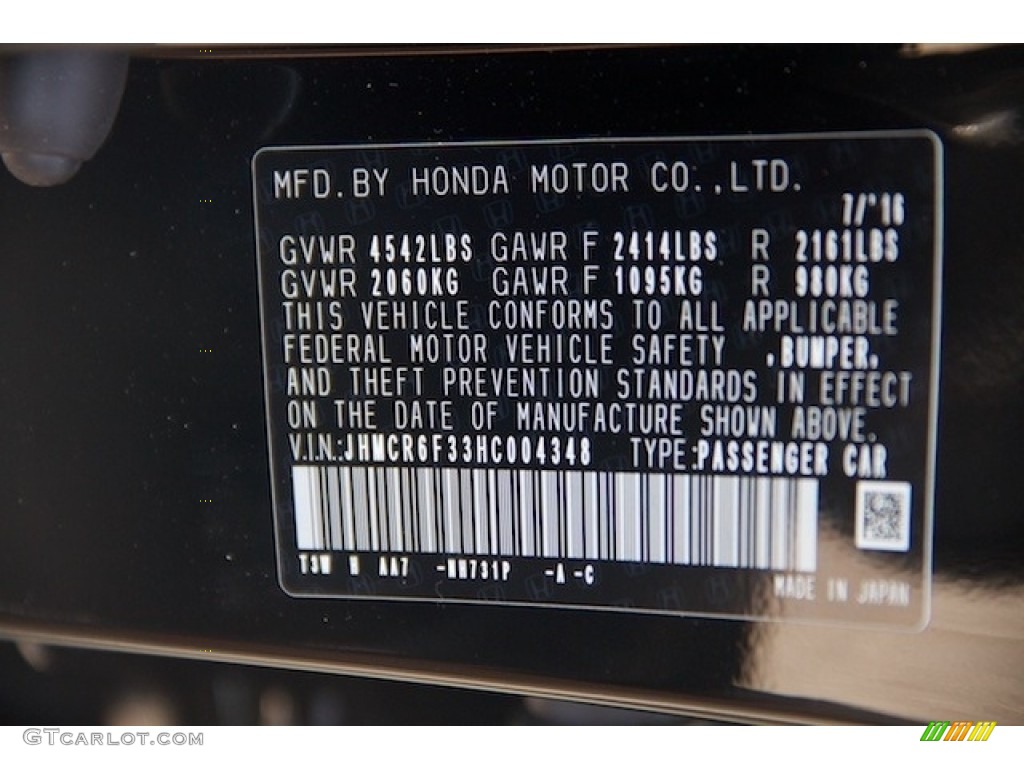 MFD.BY HONDA MOTOR CO.,LTD.
7/'16
GVWR 4542LBS GAWR F 2414LBS R 2161LBS
GVWR 2060KG GAWR F 1095KG R 980KG
THIS VEHICLE CONFORMS TO ALL APPLICABLE
FEDERAL MOTOR VEHICLE SAFETY ,BUMPER,
AND THEFT PREVENTION STANDARDS IN EFFECT
ON THE DATE OF MANUFACTURE SHOWN ABOVE.
V.I.N.:JHMCR6F33HC004348 TYPE:PASSENGER CAR
T3W N AA7 -NH731P -A -C
MADE IN JAPAN
GTCarlot.com